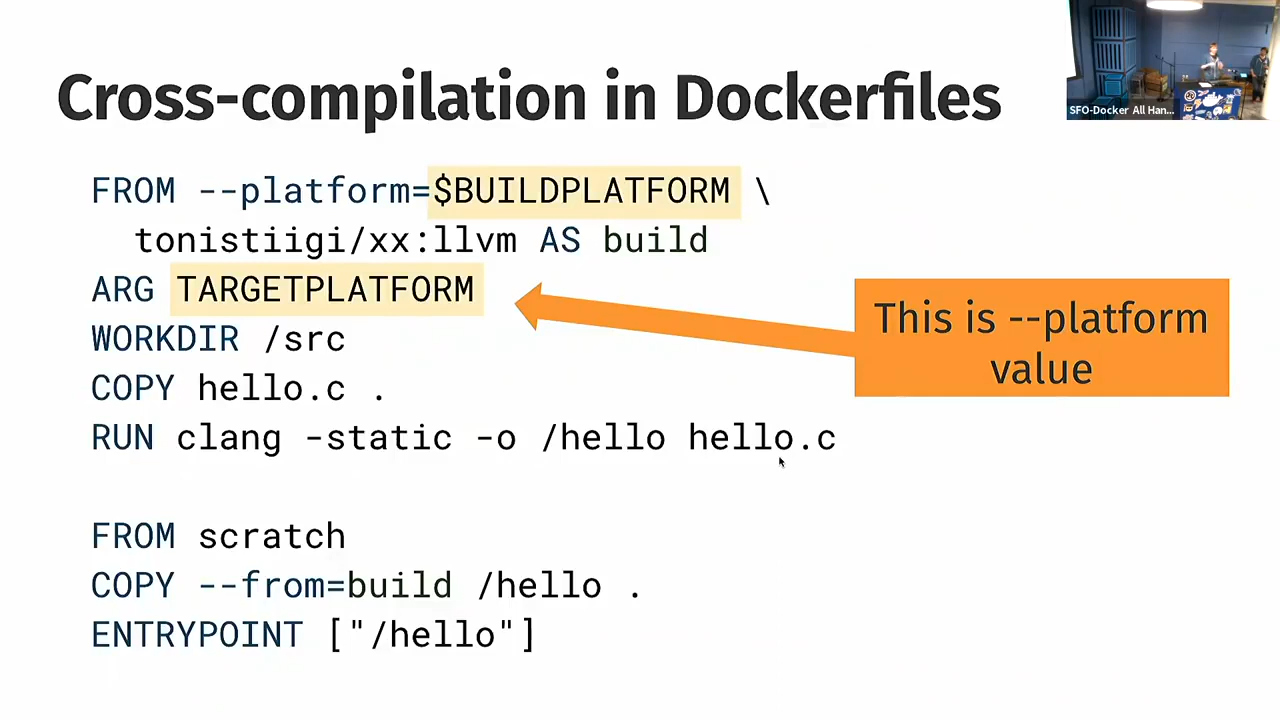 Cross-compilation in Dockerfiles
SFO-Docker All Han...
FROM --platform=$BUILDPLATFORM \
tonistiigi/xx:llvm AS build
ARG TARGETPLATFORM
WORKDIR /src
COPY hello.c .
RUN clang -static -o /hello hello.c
This is --platform
value
FROM scratch
COPY --from=build /hello .
ENTRYPOINT ["/hello"]